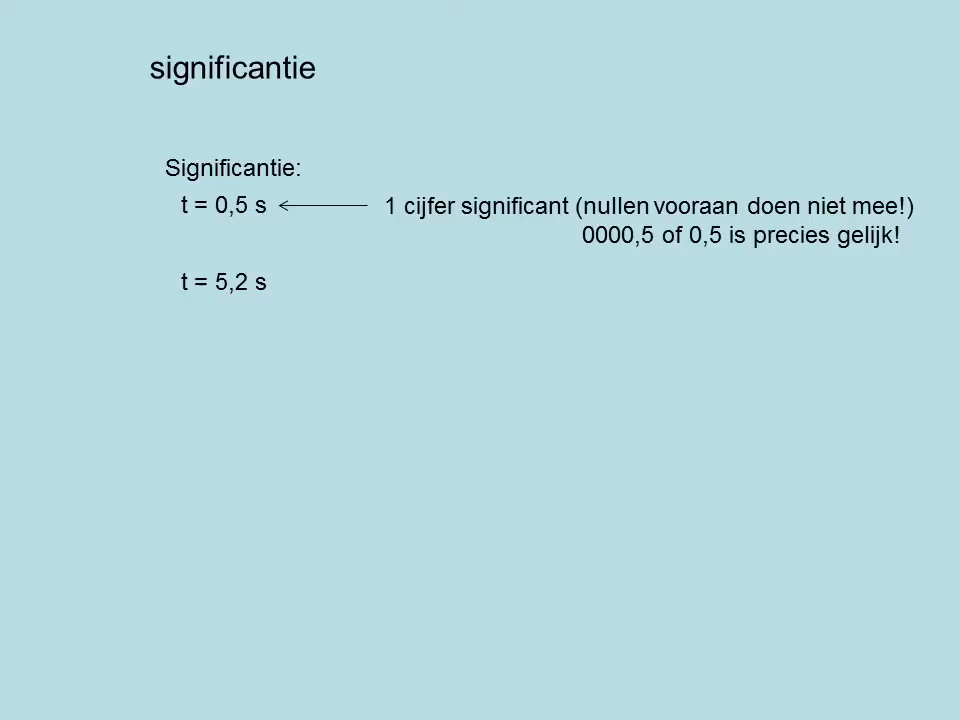 significantie
Significantie:
t = 0,5 s
1 cijfer significant (nullen vooraan doen niet mee!)
0000,5 of 0,5 is precies gelijk!
t = 5,2 s